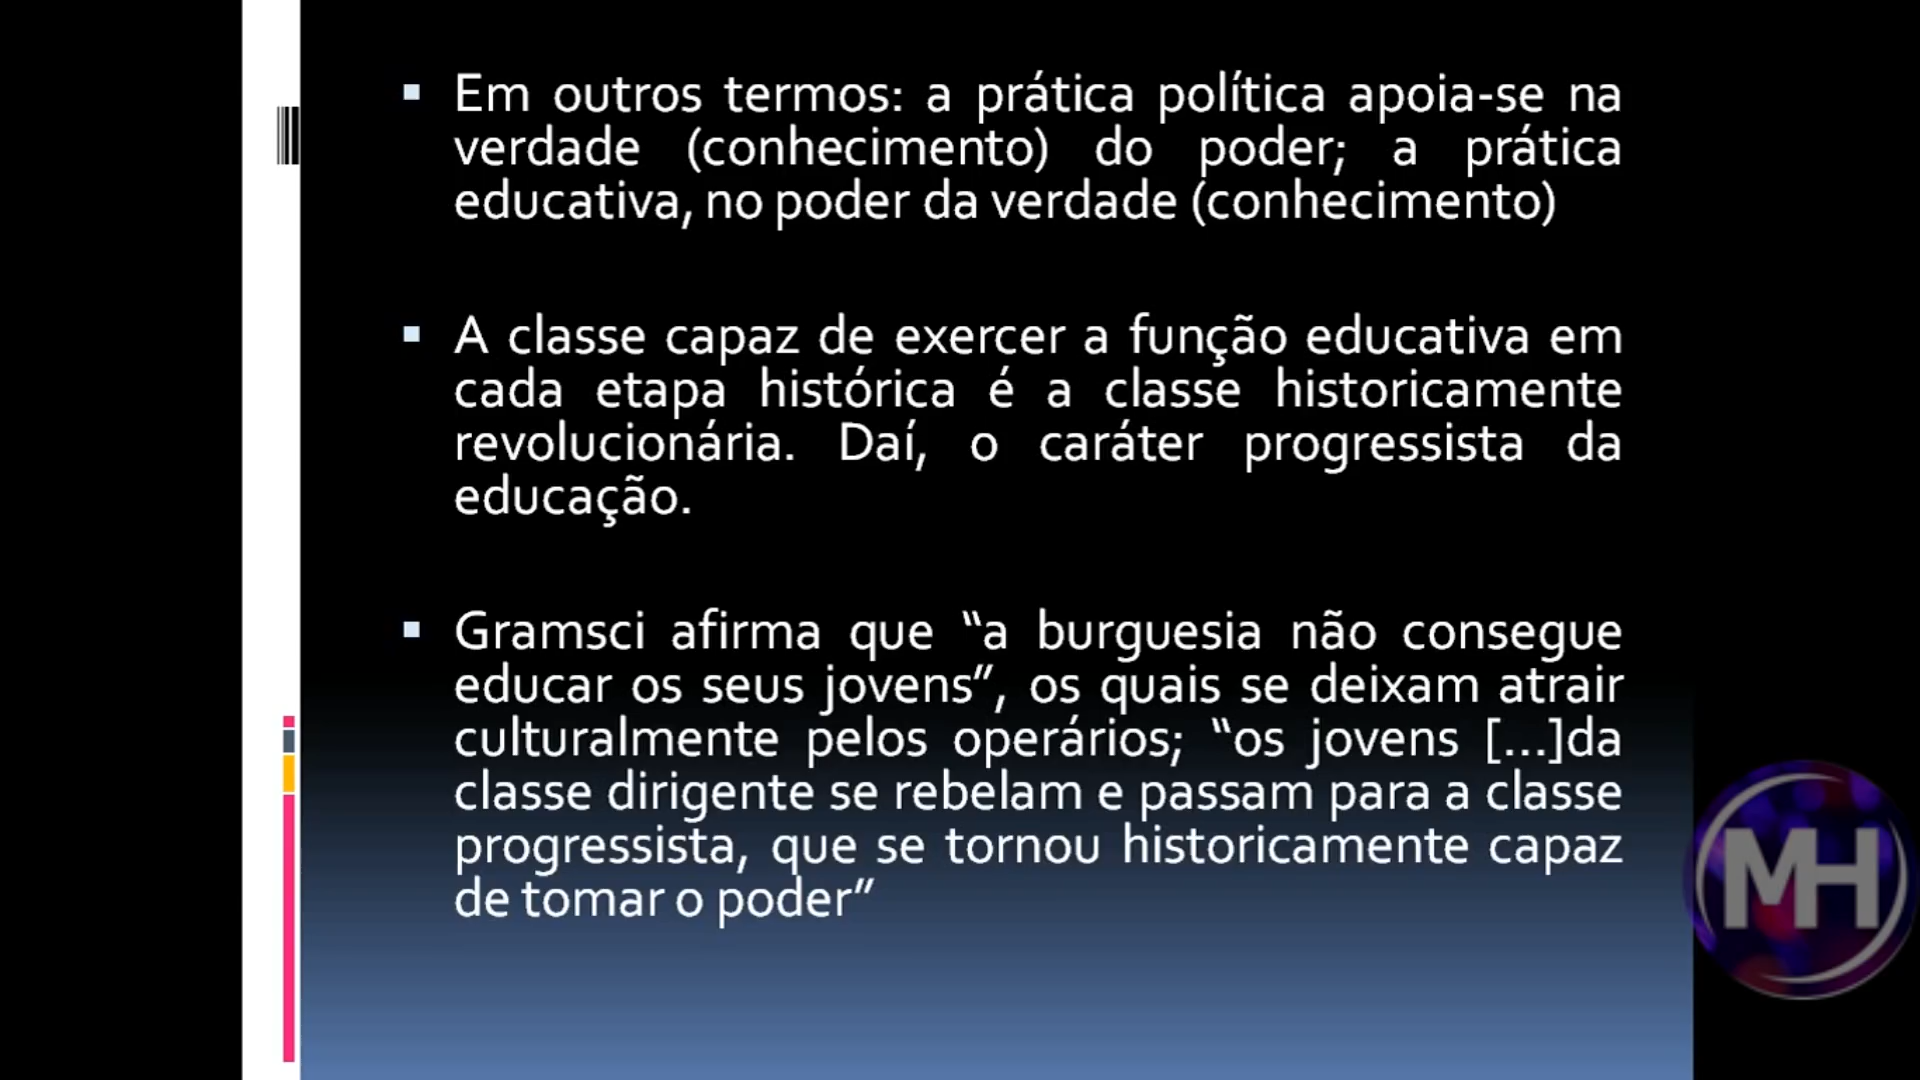 Em outros termos: a prática política apoia-se na
verdade (conhecimento) do poder; a prática
educativa, no poder da verdade (conhecimento)
A classe capaz de exercer a função educativa em
cada etapa histórica é a classe historicamente
revolucionária. Daí, o caráter progressista da
educação.
Gramsci afirma que “a burguesia não consegue
educar os seus jovens”, os quais se deixam atrair
culturalmente pelos operários; “os jovens [...]da
classe dirigente se rebelam e passam para a classe
progressista, que se tornou historicamente capaz
de tomar o poder”
MH